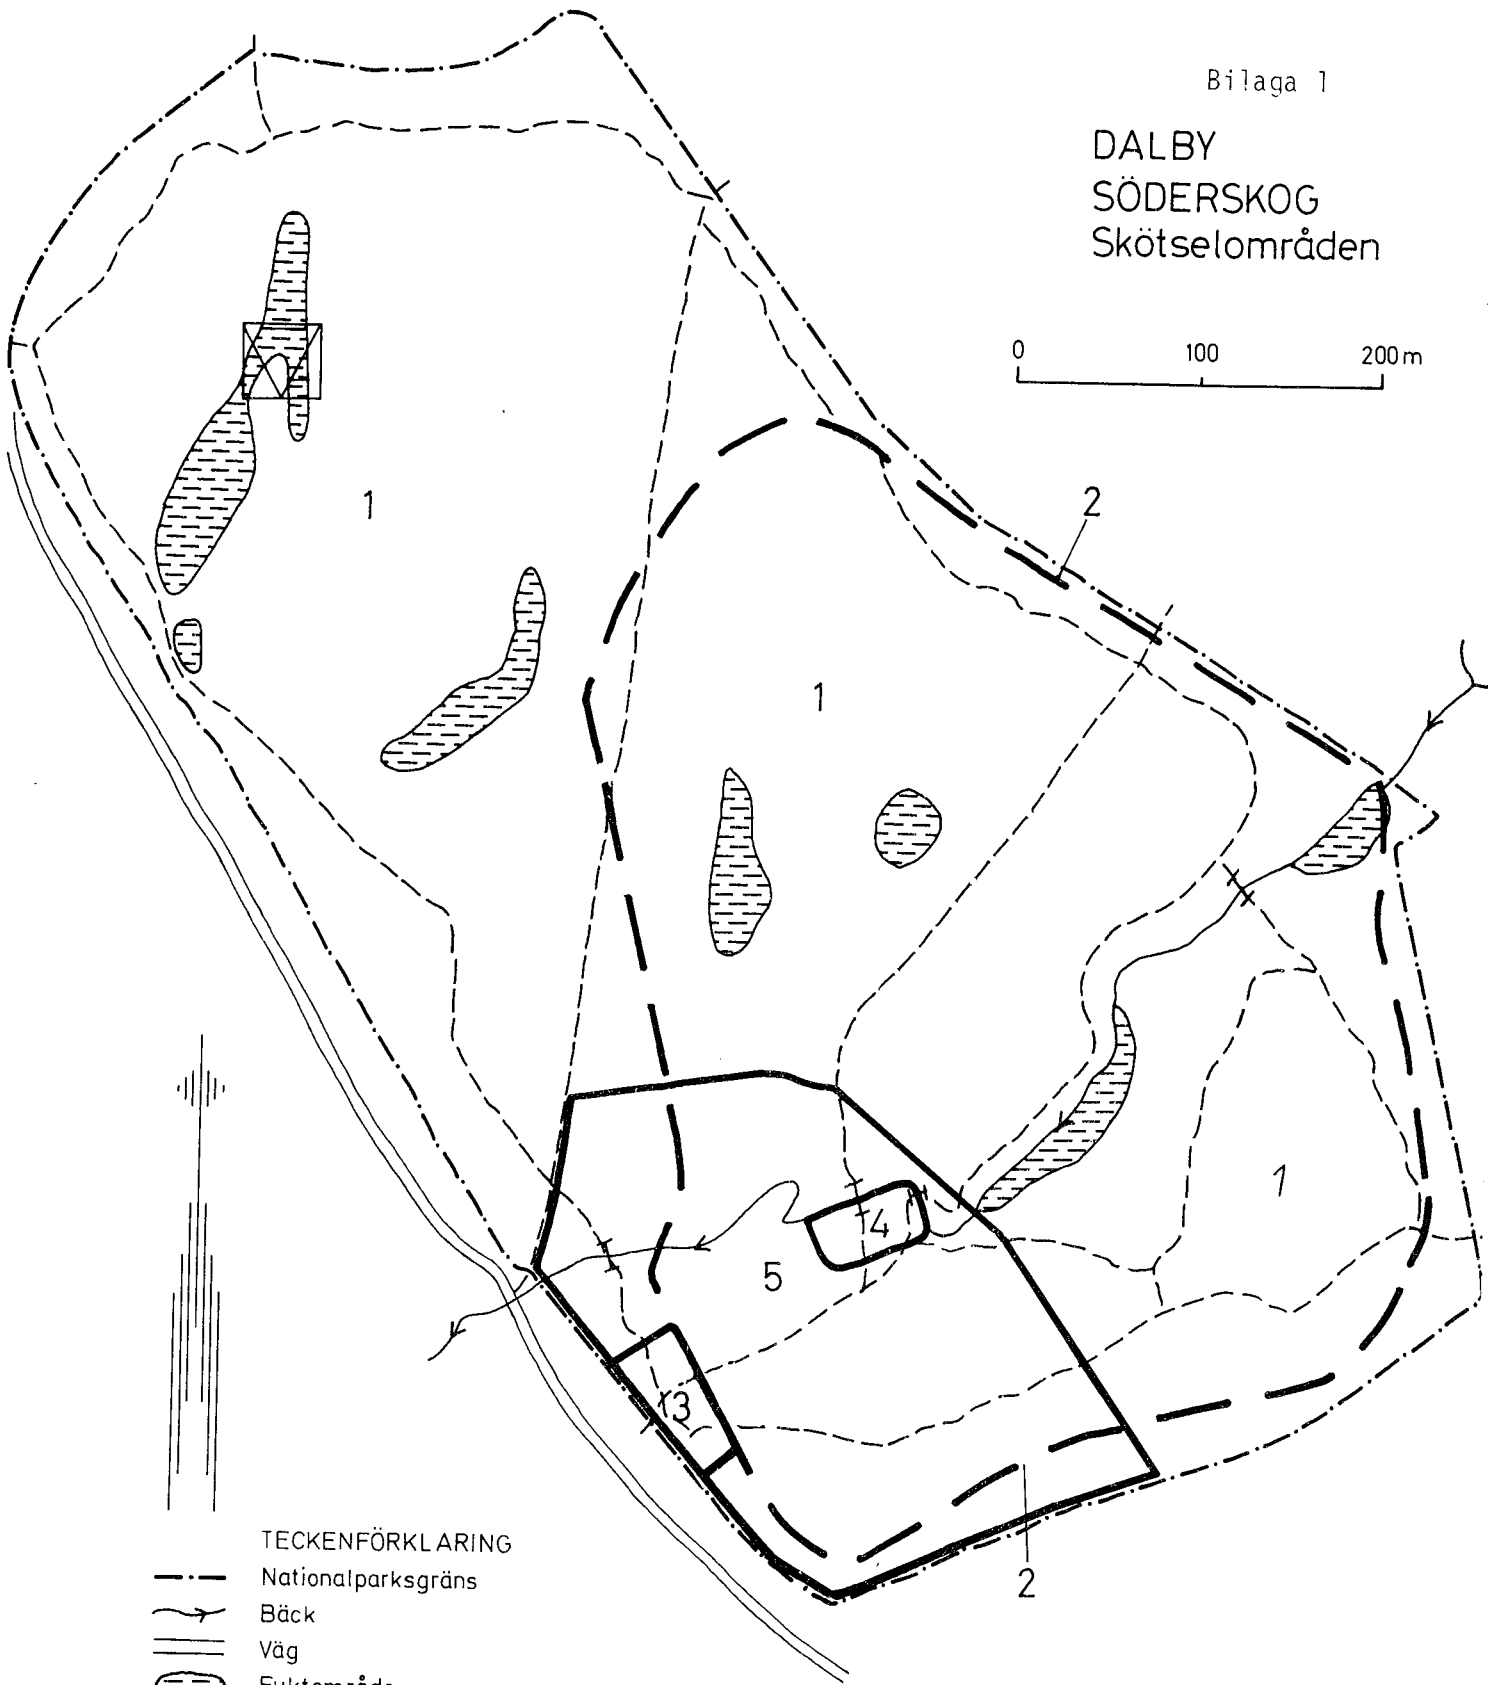 Bilaga 1
DALBY
SÖDERSKOG
Skötselområden
0 100 200 m
1
2
1
1
4
5
3
2
TECKENFÖRKLARING
Nationalparksgräns
Bäck
Väg